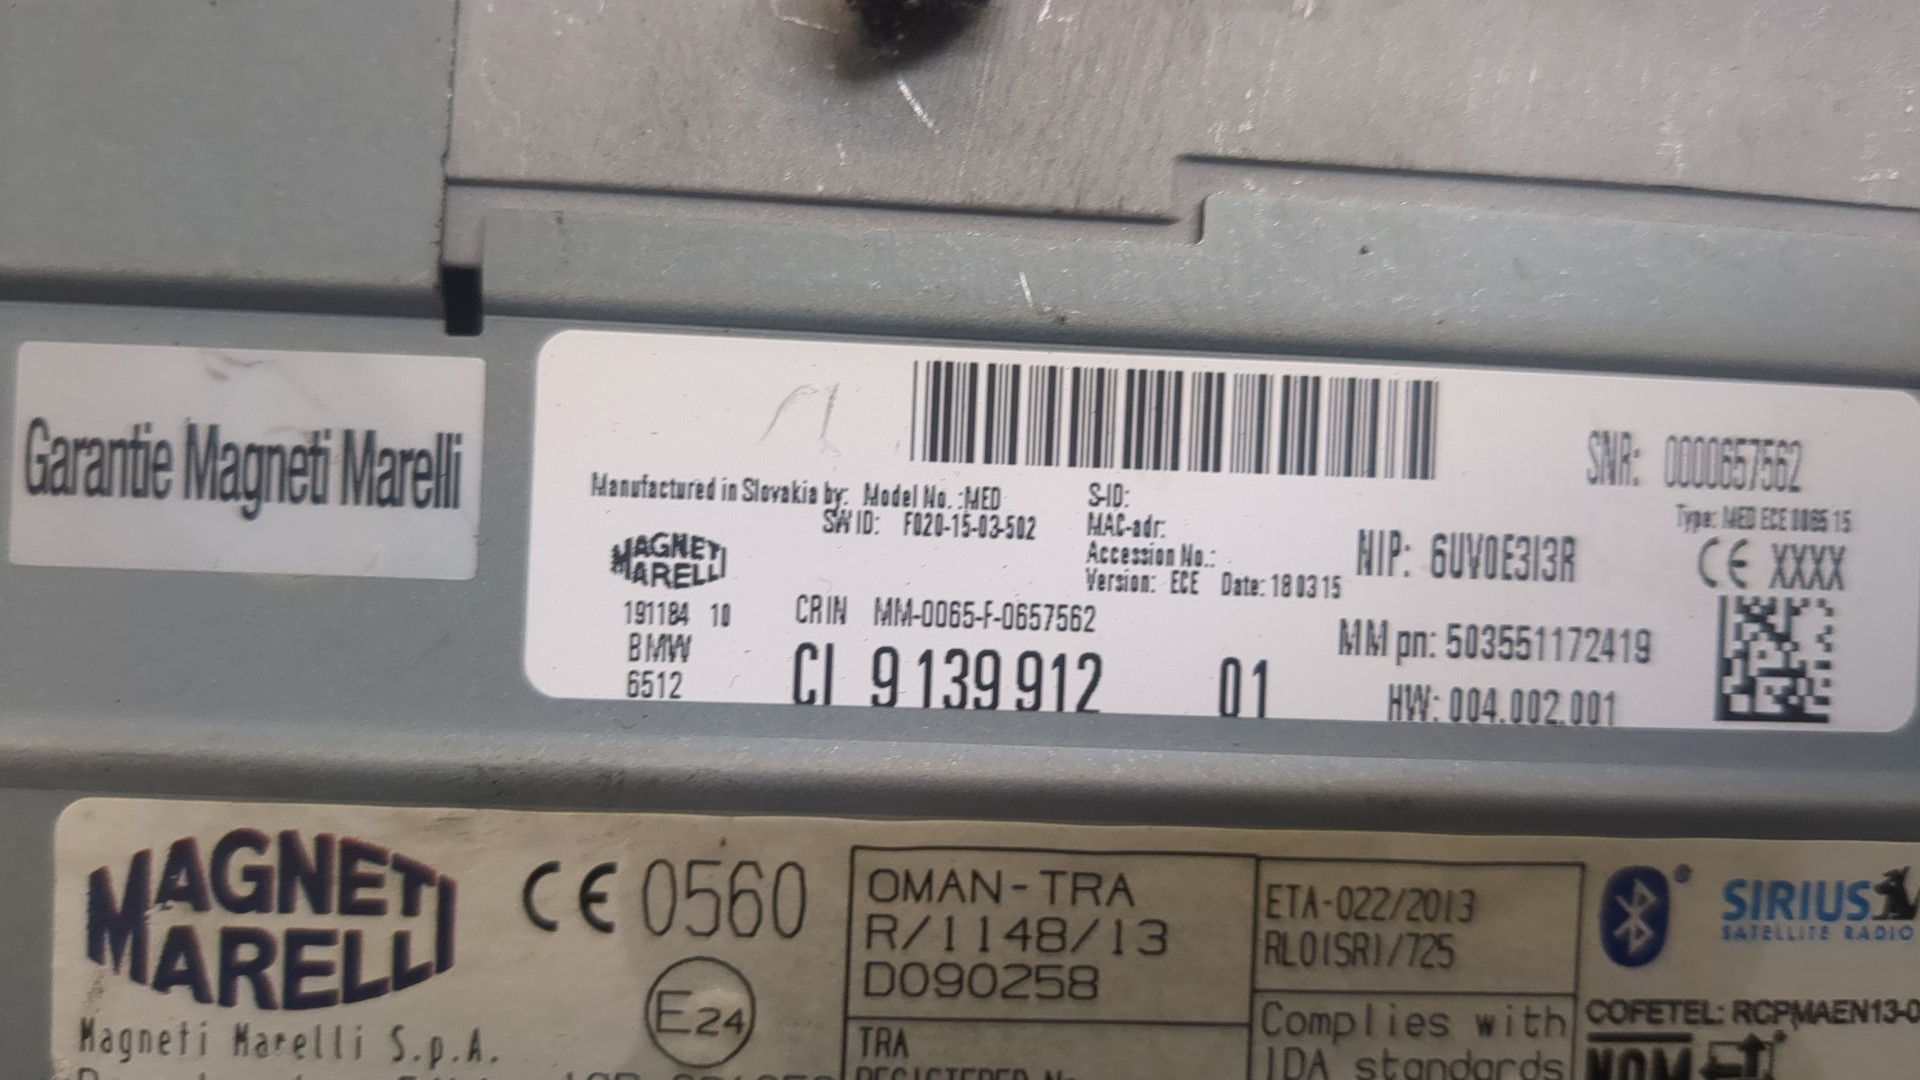 Garantie Magneti Marelli
Manufactured in Slovakia by: Model No.:MED
SW ID: F020-15-03-502
S-ID:
MAC-adr:
Accession No.:
Version: ECE Date: 180315
SNR: 0000657562
Type: MED ECE 0065 15
NIP: 6UV0E3I3R
CE XXXX
MAGNETI
MARELLI
191184 10
BMW
6512
CRIN MM-0065-F-0657562
CI 9 139 912 01
MM pn: 503551172419
HW: 004.002.001
MAGNETI
MARELLI
Magneti Marelli S.p.A.
CE 0560
E24
OMAN-TRA
R/1148/13
D090258
TRA
ETA-022/2013
RLO(SR)/725
Complies with
IDA standards
SIRIUS
SATELLITE RADIO
COFETEL: RCPMAEN13-0
NOM